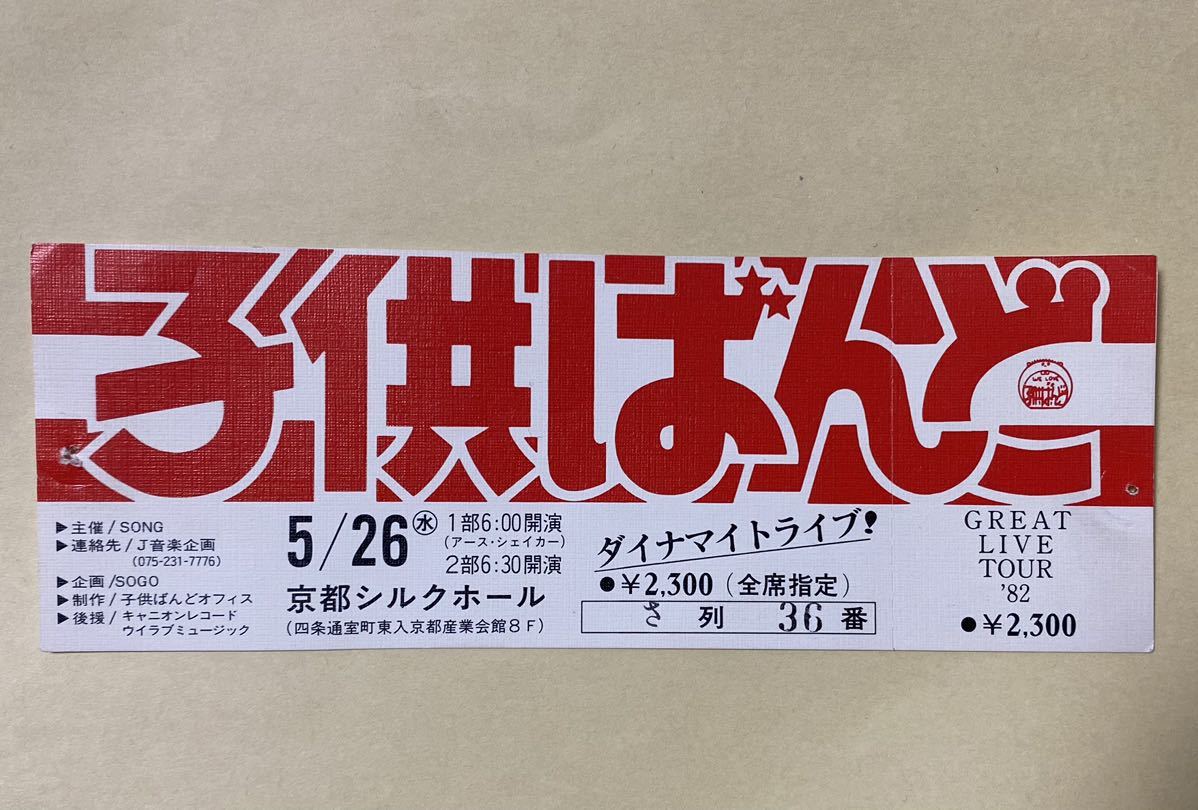 子供ばんど
WE LOVE
▶主催/SONG
▶連絡先/J音楽企画
(075-231-7776)
▶企画/SOGO
▶制作/子供ばんどオフィス
▶後援/キャニオンレコード
ウイラブミュージック
5/26㊌
1部6:00開演
(アース・シェイカー)
2部6:30開演
京都シルクホール
(四条通室町東入京都産業会館8F)
ダイナマイトライブ!
●¥2,300(全席指定)
さ列 36番
GREAT
LIVE
TOUR
'82
●¥2,300